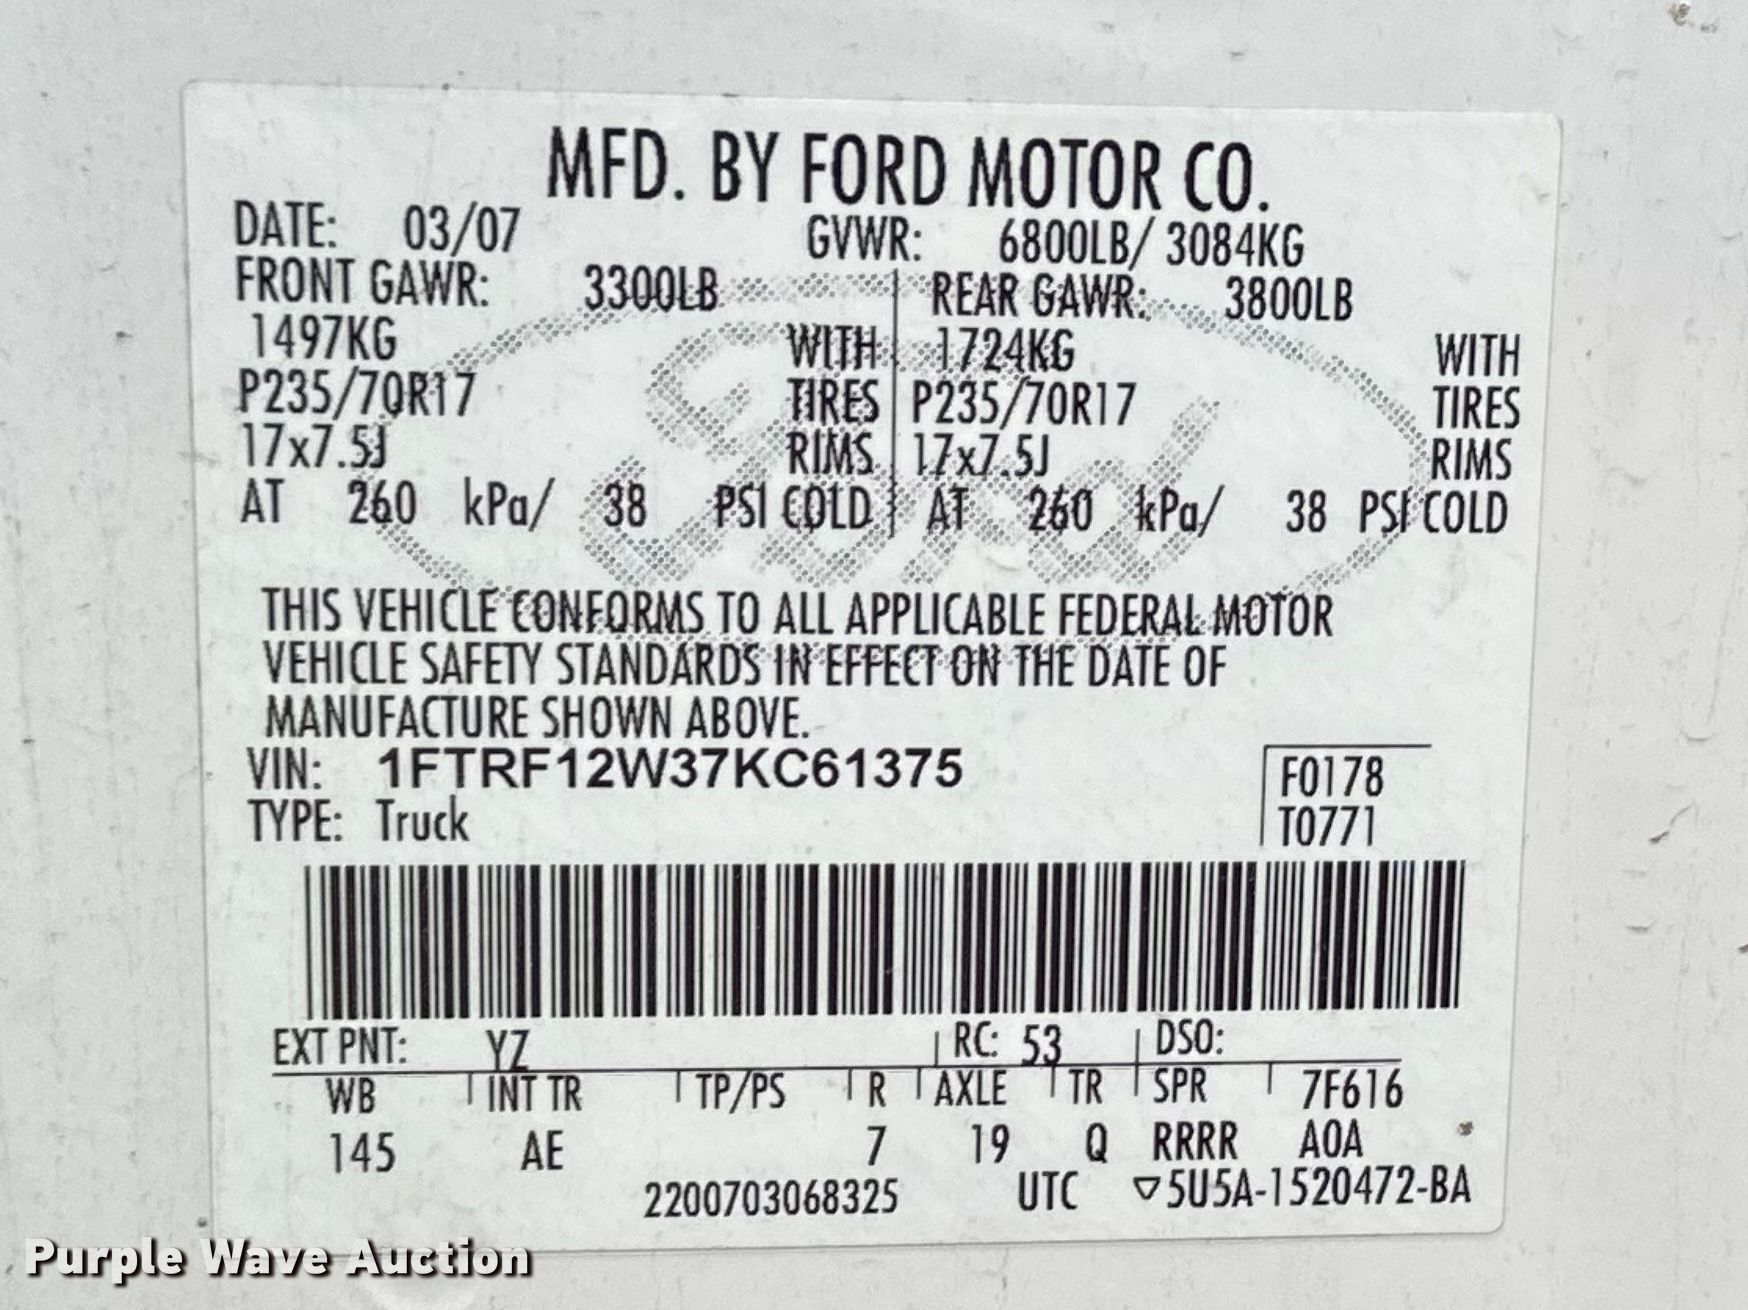 MFD. BY FORD MOTOR CO.
DATE: 03/07 GVWR: 6800LB/ 3084KG
FRONT GAWR: 3300LB REAR GAWR: 3800LB
1497KG WITH 1724KG WITH
P235/70R17 TIRES P235/70R17 TIRES
17x7.5J RIMS 17x7.5J RIMS
AT 260 kPa/ 38 PSI COLD AT 260 kPa/ 38 PSI COLD
Ford
THIS VEHICLE CONFORMS TO ALL APPLICABLE FEDERAL MOTOR
VEHICLE SAFETY STANDARDS IN EFFECT ON THE DATE OF
MANUFACTURE SHOWN ABOVE.
VIN: 1FTRF12W37KC61375 F0178
TYPE: Truck T0771
EXT PNT: YZ RC: 53 DSO:
WB INT TR TP/PS R AXLE TR SPR 7F616
145 AE 7 19 Q RRRR A0A
2200703068325 UTC ▽5U5A-1520472-BA
Purple Wave Auction